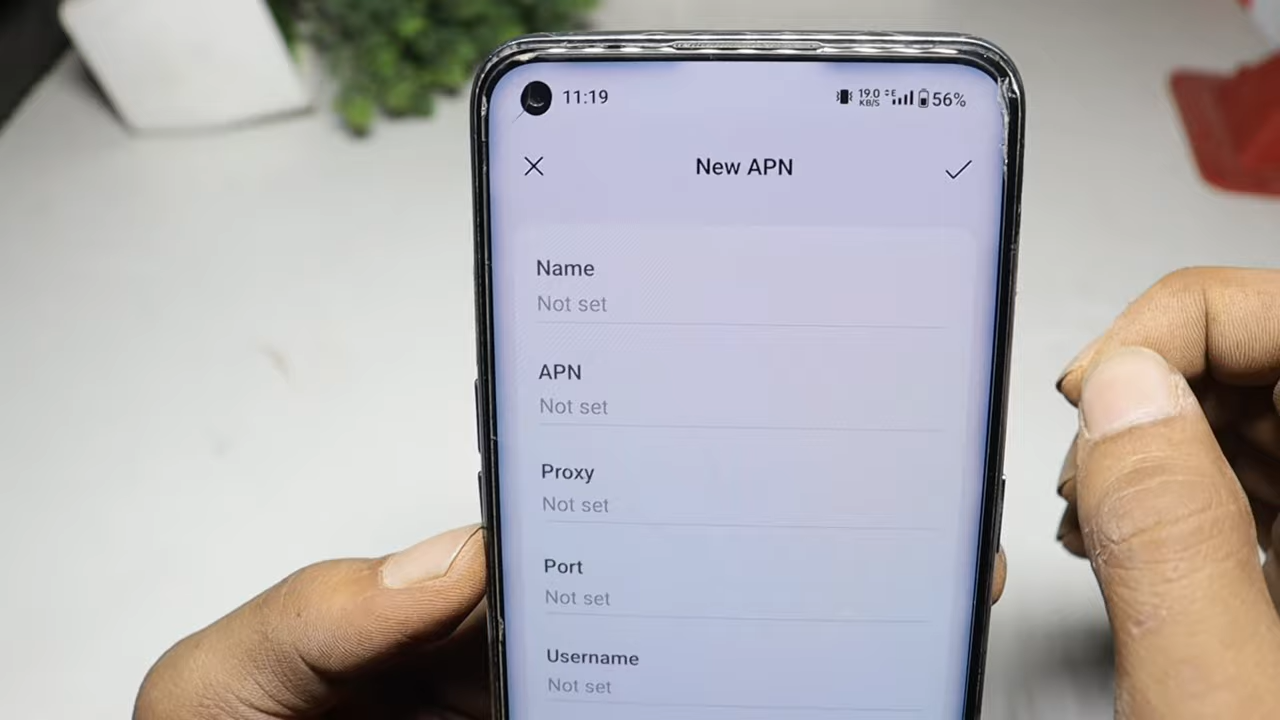 11:19
19.0
KB/S
E
56%
New APN
Name
Not set
APN
Not set
Proxy
Not set
Port
Not set
Username
Not set